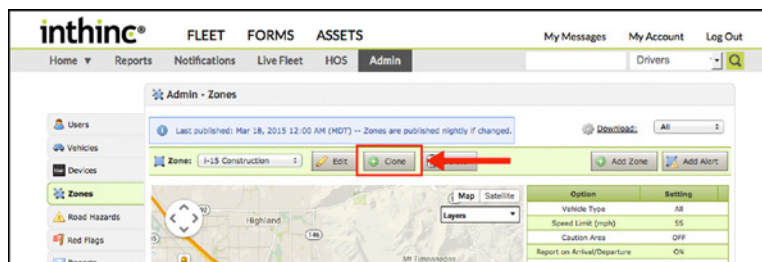 inthinc®
FLEET FORMS ASSETS
My Messages My Account Log Out
Home ▼ Reports Notifications Live Fleet HOS Admin
Drivers
Admin - Zones
Users
Vehicles
Devices
Zones
Road Hazards
Red Flags
Last published: Mar 18, 2015 12:00 AM (MDT) -- Zones are published nightly if changed.
Download: All
Zone: I-15 Construction Edit Clone
Add Zone Add Alert
Map Satellite
Layers
Highland
146
92
Option Setting
Vehicle Type All
Speed Limit (mph) 55
Caution Area OFF
Report on Arrival/Departure ON